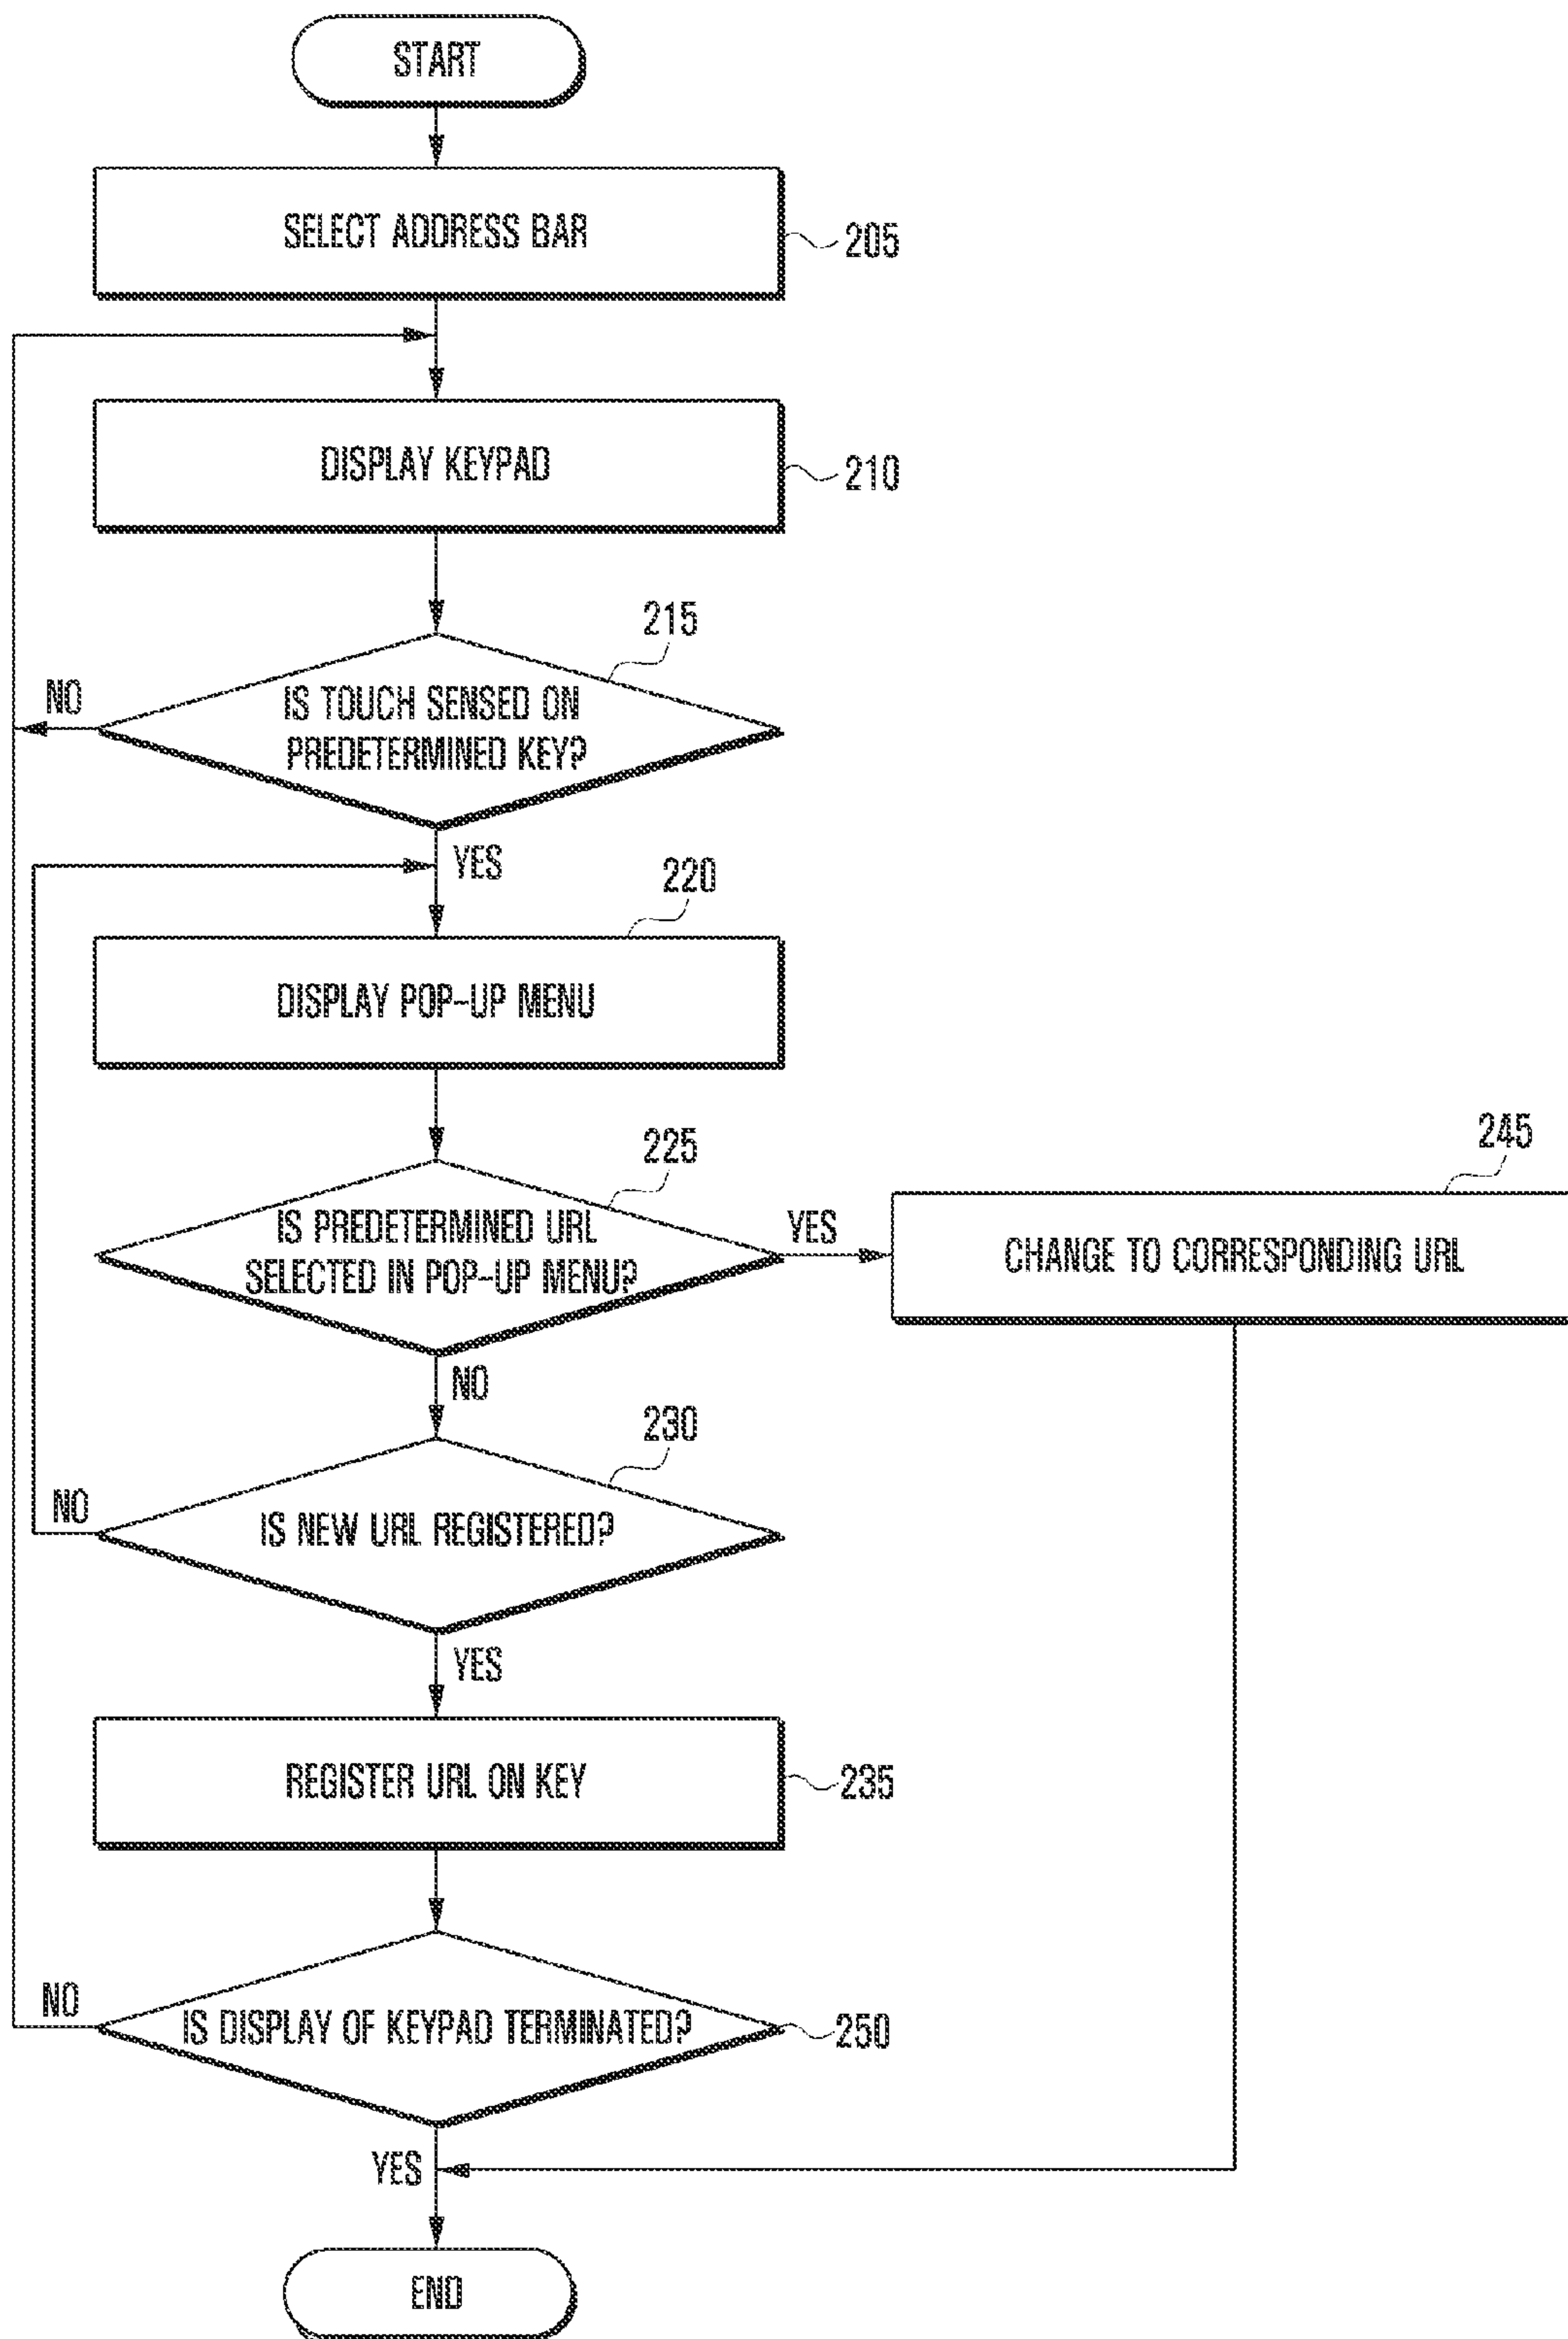 START
SELECT ADDRESS BAR
205
DISPLAY KEYPAD
210
215
IS TOUCH SENSED ON
PREDETERMINED KEY?
NO
YES
220
DISPLAY POP-UP MENU
225
IS PREDETERMINED URL
SELECTED IN POP-UP MENU?
YES
245
CHANGE TO CORRESPONDING URL
NO
230
IS NEW URL REGISTERED?
NO
YES
REGISTER URL ON KEY
235
NO
IS DISPLAY OF KEYPAD TERMINATED?
250
YES
END